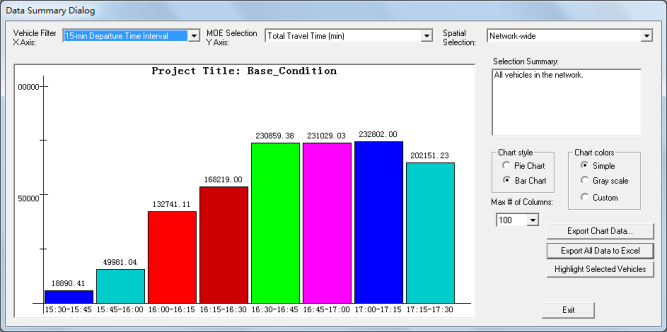 Data Summary Dialog
Vehicle Filter
X Axis:
15-min Departure Time Interval
MOE Selection
Y Axis:
Total Travel Time (min)
Spatial
Selection:
Network-wide
Project Title: Base_Condition
00000
50000
18890.41
49981.04
132741.11
168219.00
230859.38
231029.03
232802.00
202151.23
15:30-15:45
15:45-16:00
16:00-16:15
16:15-16:30
16:30-16:45
16:45-17:00
17:00-17:15
17:15-17:30
Selection Summary:
All vehicles in the network.
Chart style
Pie Chart
Bar Chart
Chart colors
Simple
Gray scale
Custom
Max # of Columns:
100
Export Chart Data...
Export All Data to Excel
Highlight Selected Vehicles
Exit